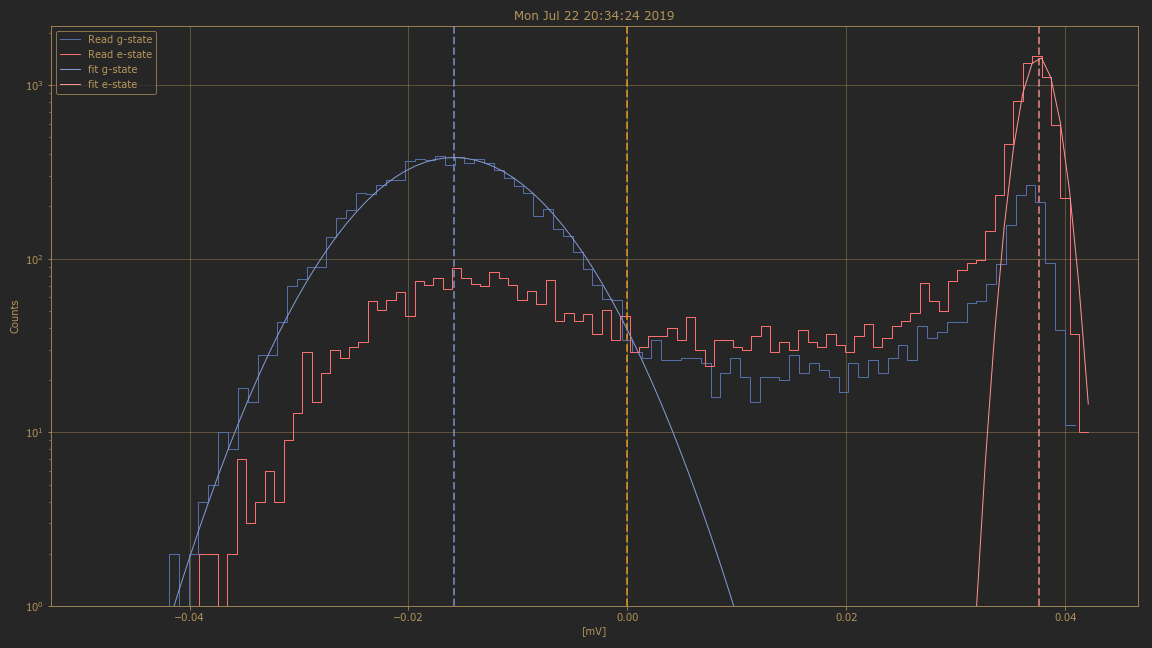 Mon Jul 22 20:34:24 2019
Read g-state
Read e-state
fit g-state
fit e-state
Counts
10³
10²
10¹
10⁰
−0.04
−0.02
0.00
0.02
0.04
[mV]